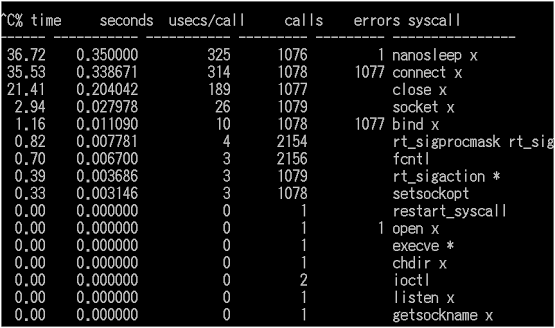 ^C% time     seconds  usecs/call     calls    errors syscall
------ ----------- ----------- --------- --------- ----------------
 36.72    0.350000         325      1076         1 nanosleep x
 35.53    0.338671         314      1078      1077 connect x
 21.41    0.204042         189      1077           close x
  2.94    0.027978          26      1079           socket x
  1.16    0.011090          10      1078      1077 bind x
  0.82    0.007781           4      2154           rt_sigprocmask rt_sig
  0.70    0.006700           3      2156           fcntl
  0.39    0.003686           3      1079           rt_sigaction *
  0.33    0.003146           3      1078           setsockopt
  0.00    0.000000           0         1           restart_syscall
  0.00    0.000000           0         1         1 open x
  0.00    0.000000           0         1           execve *
  0.00    0.000000           0         1           chdir x
  0.00    0.000000           0         2           ioctl
  0.00    0.000000           0         1           listen x
  0.00    0.000000           0         1           getsockname x